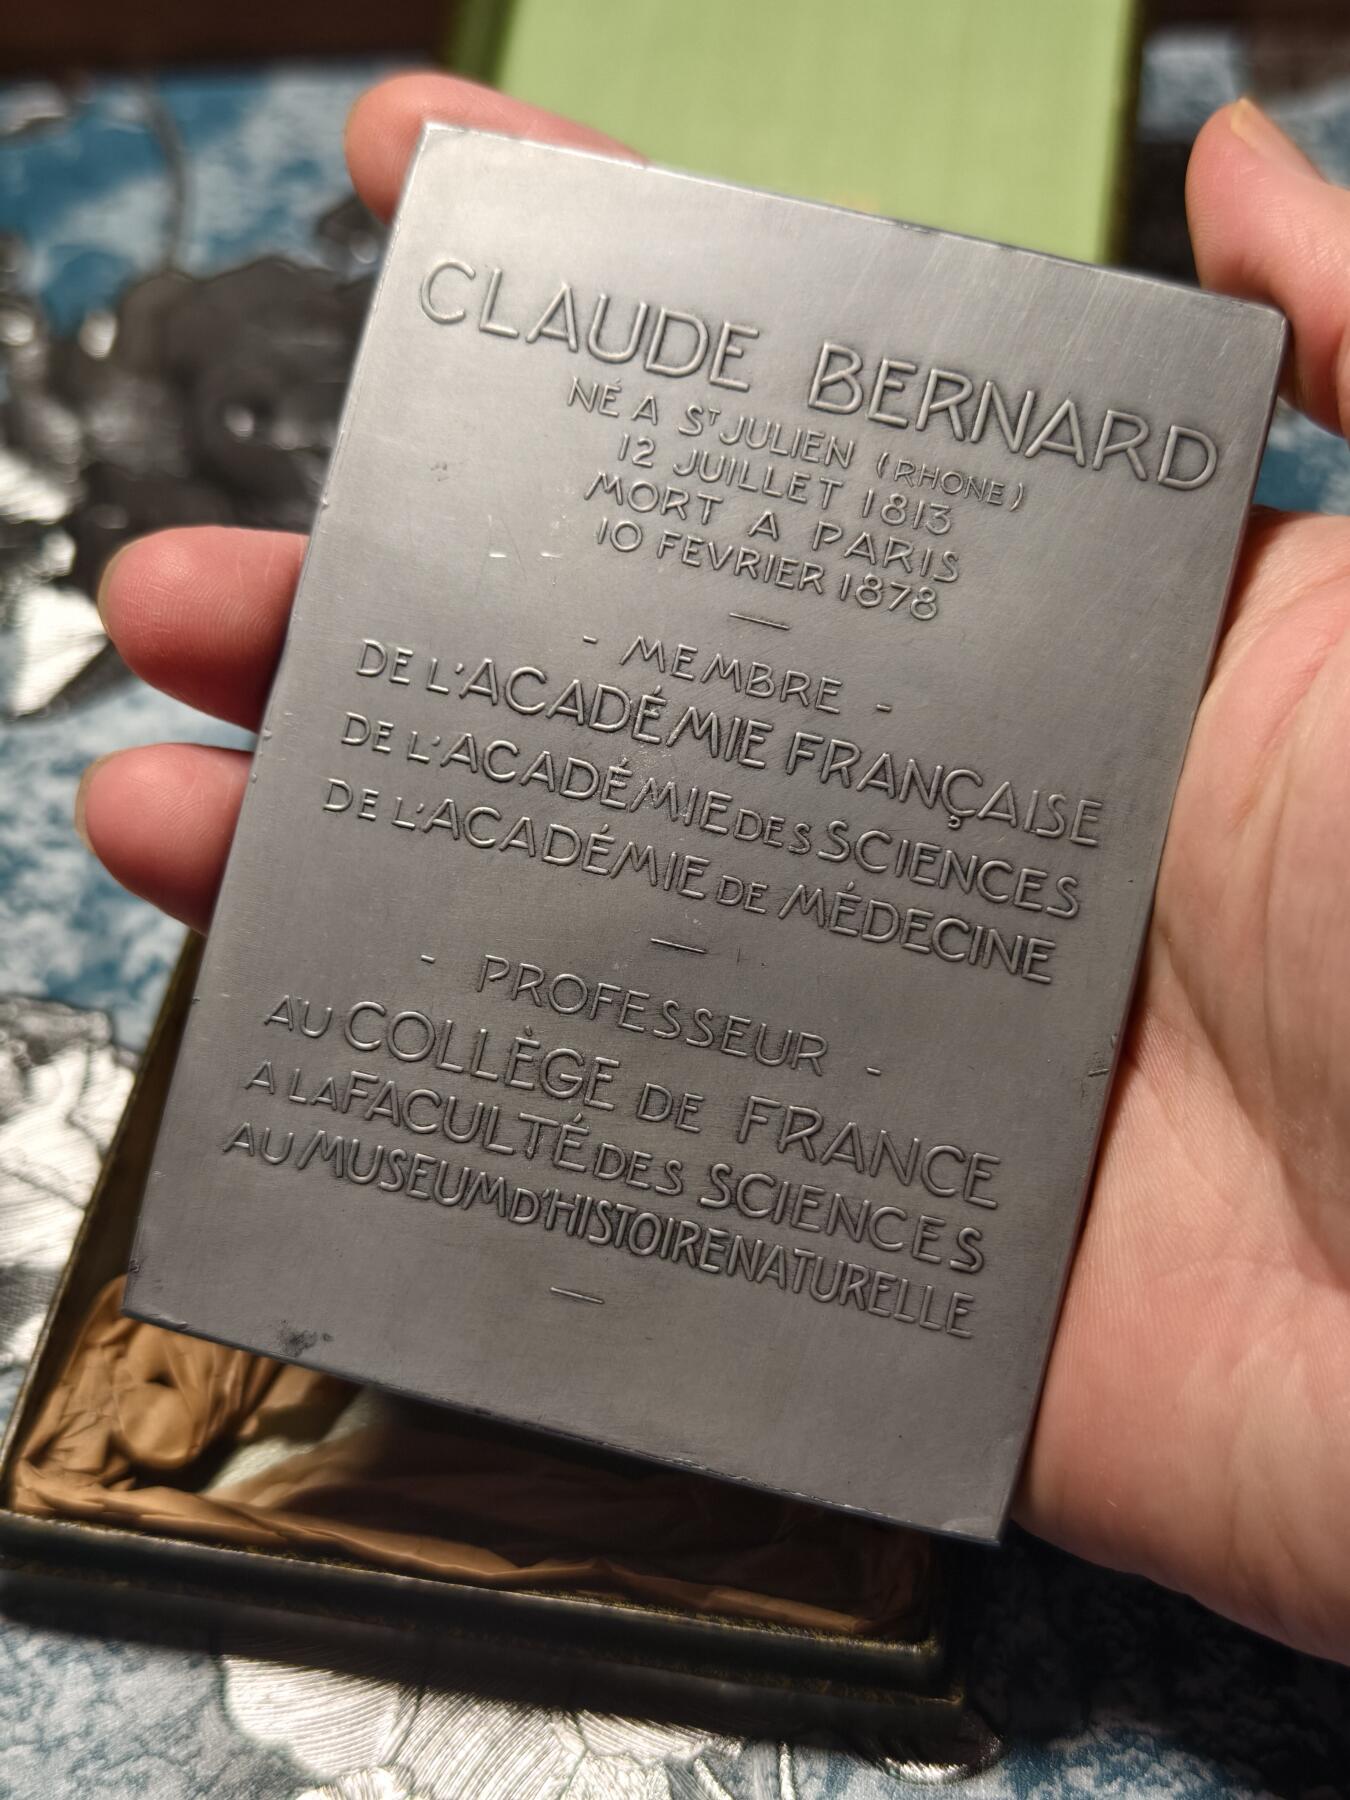 CLAUDE BERNARD
NÉ A ST JULIEN (RHONE)
12 JUILLET 1813
MORT A PARIS
10 FEVRIER 1878
- MEMBRE -
DE L'ACADÉMIE FRANÇAISE
DE L'ACADÉMIE DES SCIENCES
DE L'ACADÉMIE DE MÉDECINE
- PROFESSEUR -
AU COLLÈGE DE FRANCE
A LA FACULTÉ DES SCIENCES
AU MUSEUM D'HISTOIRE NATURELLE